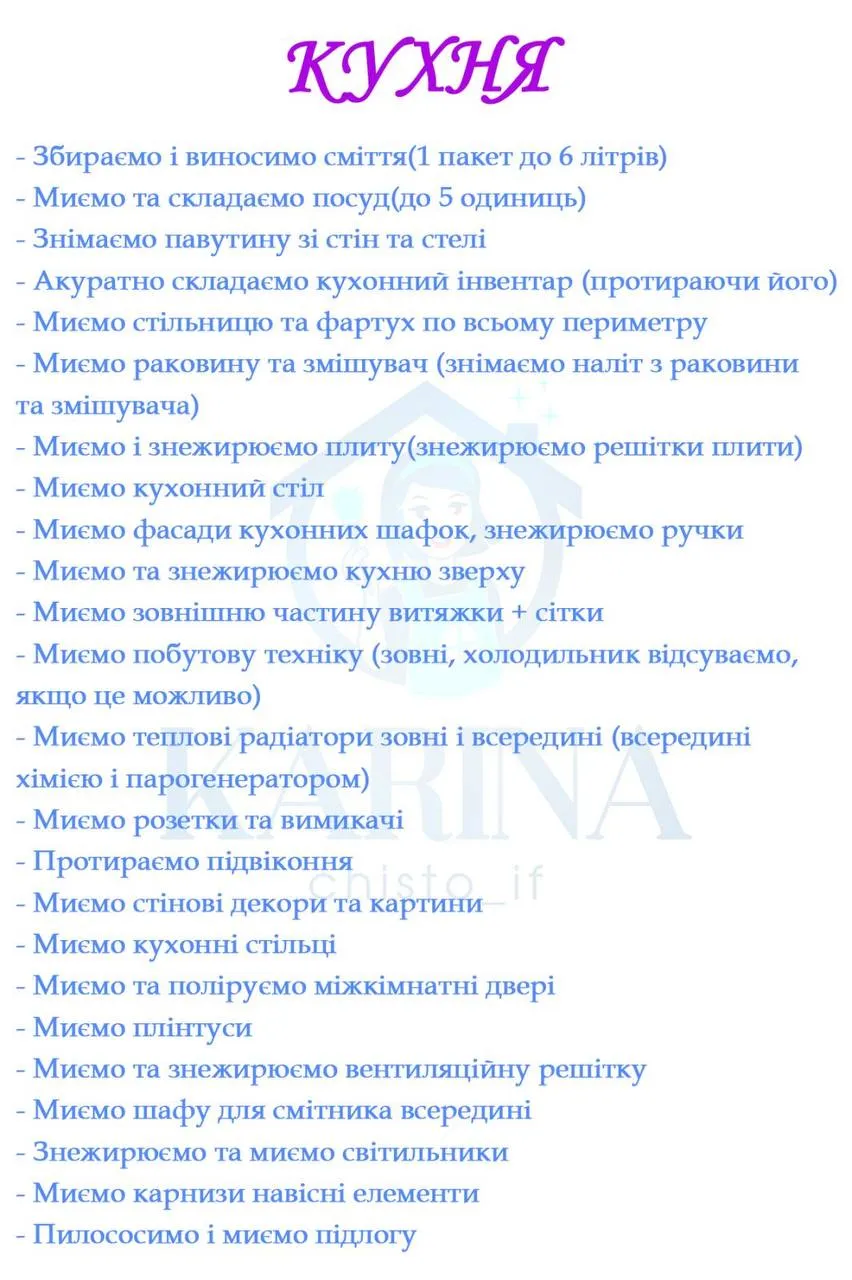 КУХНЯ
- Збираємо і виносимо сміття(1 пакет до 6 літрів)
- Миємо та складаємо посуд(до 5 одиниць)
- Знімаємо павутину зі стін та стелі
- Акуратно складаємо кухонний інвентар (протираючи його)
- Миємо стільницю та фартух по всьому периметру
- Миємо раковину та змішувач (знімаємо наліт з раковини
та змішувача)
- Миємо і знежирюємо плиту(знежирюємо решітки плити)
- Миємо кухонний стіл
- Миємо фасади кухонних шафок, знежирюємо ручки
- Миємо та знежирюємо кухню зверху
- Миємо зовнішню частину витяжки + сітки
- Миємо побутову техніку (зовні, холодильник відсуваємо,
якщо це можливо)
- Миємо теплові радіатори зовні і всередині (всередині
хімією і парогенератором)
KARINA
- Миємо розетки та вимикачі
- Протираємо підвіконня
chisto_if
- Миємо стінові декори та картини
- Миємо кухонні стільці
- Миємо та поліруємо міжкімнатні двері
- Миємо плінтуси
- Миємо та знежирюємо вентиляційну решітку
- Миємо шафу для смітника всередині
- Знежирюємо та миємо світильники
- Миємо карнизи навісні елементи
- Пилососимо і миємо підлогу